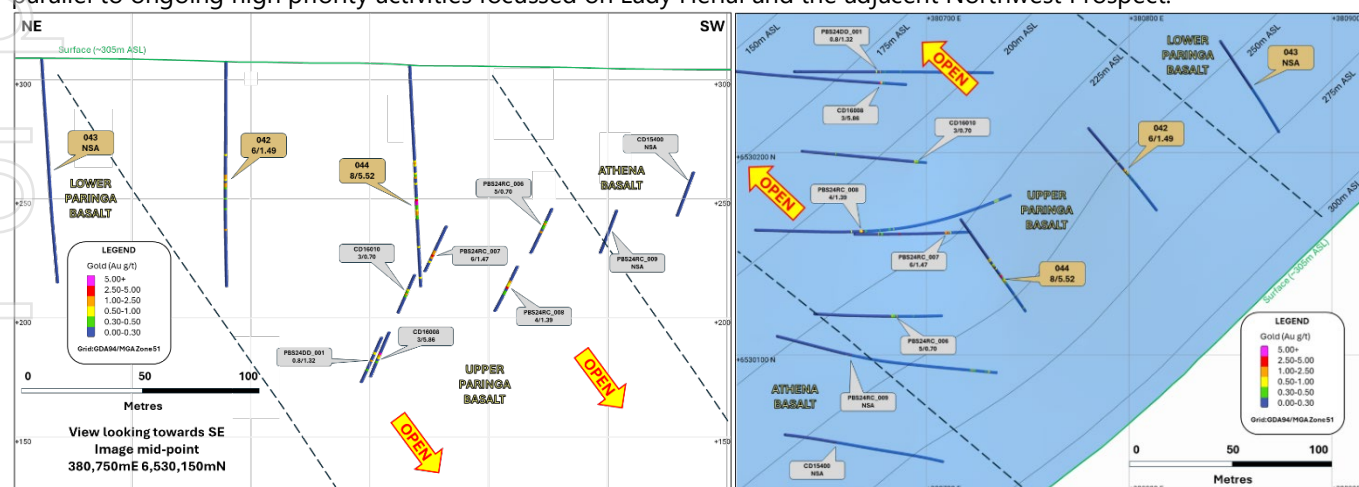 parallel to ongoing high priority activities focussed on Lady Herial and the adjacent Northwest Prospect.
NE
SW
Surface (~305m ASL)
+300
+300
043
NSA
042
6/1.49
044
8/5.52
LOWER
PARINGA
BASALT
CD15400
NSA
ATHENA
BASALT
PBS24RC_006
5/0.70
+250
+250
PBS24RC_007
6/1.47
PBS24RC_009
NSA
CD16010
3/0.70
LEGEND
Gold (Au g/t)
5.00+
2.50-5.00
1.00-2.50
0.50-1.00
0.30-0.50
0.00-0.30
Grid:GDA94/MGA Zone 51
PBS24RC_008
4/1.39
+200
+200
CD16008
3/5.86
PBS24DD_001
0.8/1.32
UPPER
PARINGA
BASALT
OPEN
OPEN
0 50 100
Metres
View looking towards SE
Image mid-point
380,750mE 6,530,150mN
+150
+150
380700 E
380800 E
380900
150m ASL
175m ASL
200m ASL
225m ASL
250m ASL
275m ASL
300m ASL
PBS24DD_001
0.8/1.32
OPEN
LOWER
PARINGA
BASALT
043
NSA
CD16008
3/5.86
CD16010
3/0.70
042
6/1.49
+6530200 N
OPEN
PBS24RC_008
4/1.39
UPPER
PARINGA
BASALT
PBS24RC_007
6/1.47
044
8/5.52
Surface (~305m ASL)
PBS24RC_006
5/0.70
+6530100 N
ATHENA
BASALT
PBS24RC_009
NSA
CD15400
NSA
LEGEND
Gold (Au g/t)
5.00+
2.50-5.00
1.00-2.50
0.50-1.00
0.30-0.50
0.00-0.30
Grid:GDA94/MGA Zone 51
0 50 100
Metres